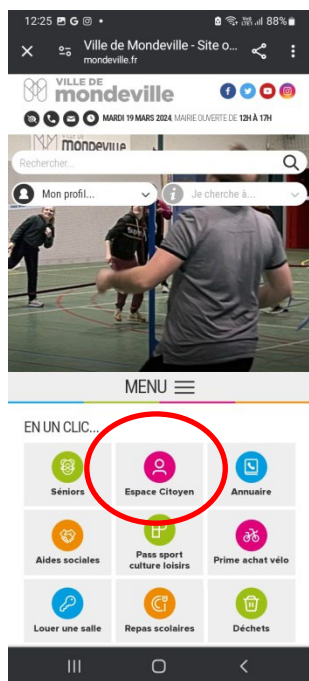 12:25 G 88%
Ville de Mondeville - Site o...
mondeville.fr
VILLE DE
mondeville
MARDI 19 MARS 2024, MAIRIE OUVERTE DE 12H À 17H
mondeville
Rechercher...
Mon profil...
Je cherche à...
MENU
EN UN CLIC...
Séniors
Espace Citoyen
Annuaire
Aides sociales
Pass sport
culture loisirs
Prime achat vélo
Louer une salle
Repas scolaires
Déchets